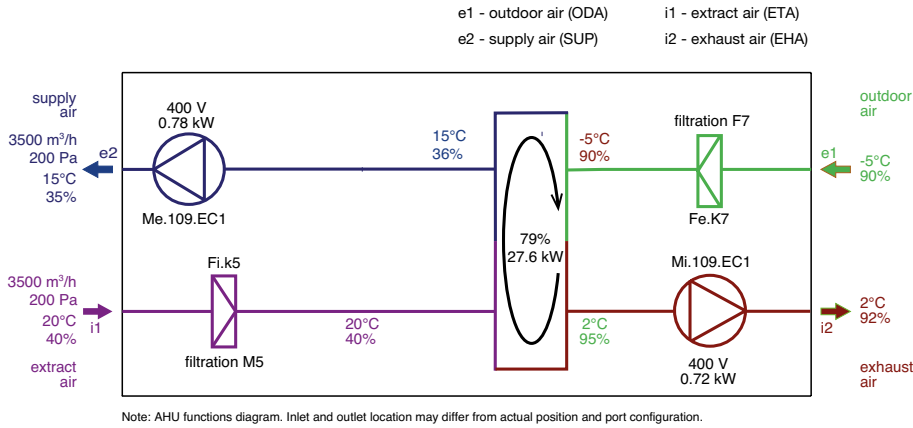 e1 - outdoor air (ODA)
i1 - extract air (ETA)
e2 - supply air (SUP)
i2 - exhaust air (EHA)
supply
air
3500 m³/h
200 Pa
15°C
35%
e2
400 V
0.78 kW
Me.109.EC1
15°C
36%
-5°C
90%
filtration F7
Fe.K7
outdoor
air
e1
-5°C
90%
79%
27.6 kW
3500 m³/h
200 Pa
20°C
40%
i1
extract
air
Fi.k5
filtration M5
20°C
40%
2°C
95%
Mi.109.EC1
400 V
0.72 kW
i2
2°C
92%
exhaust
air
Note: AHU functions diagram. Inlet and outlet location may differ from actual position and port configuration.